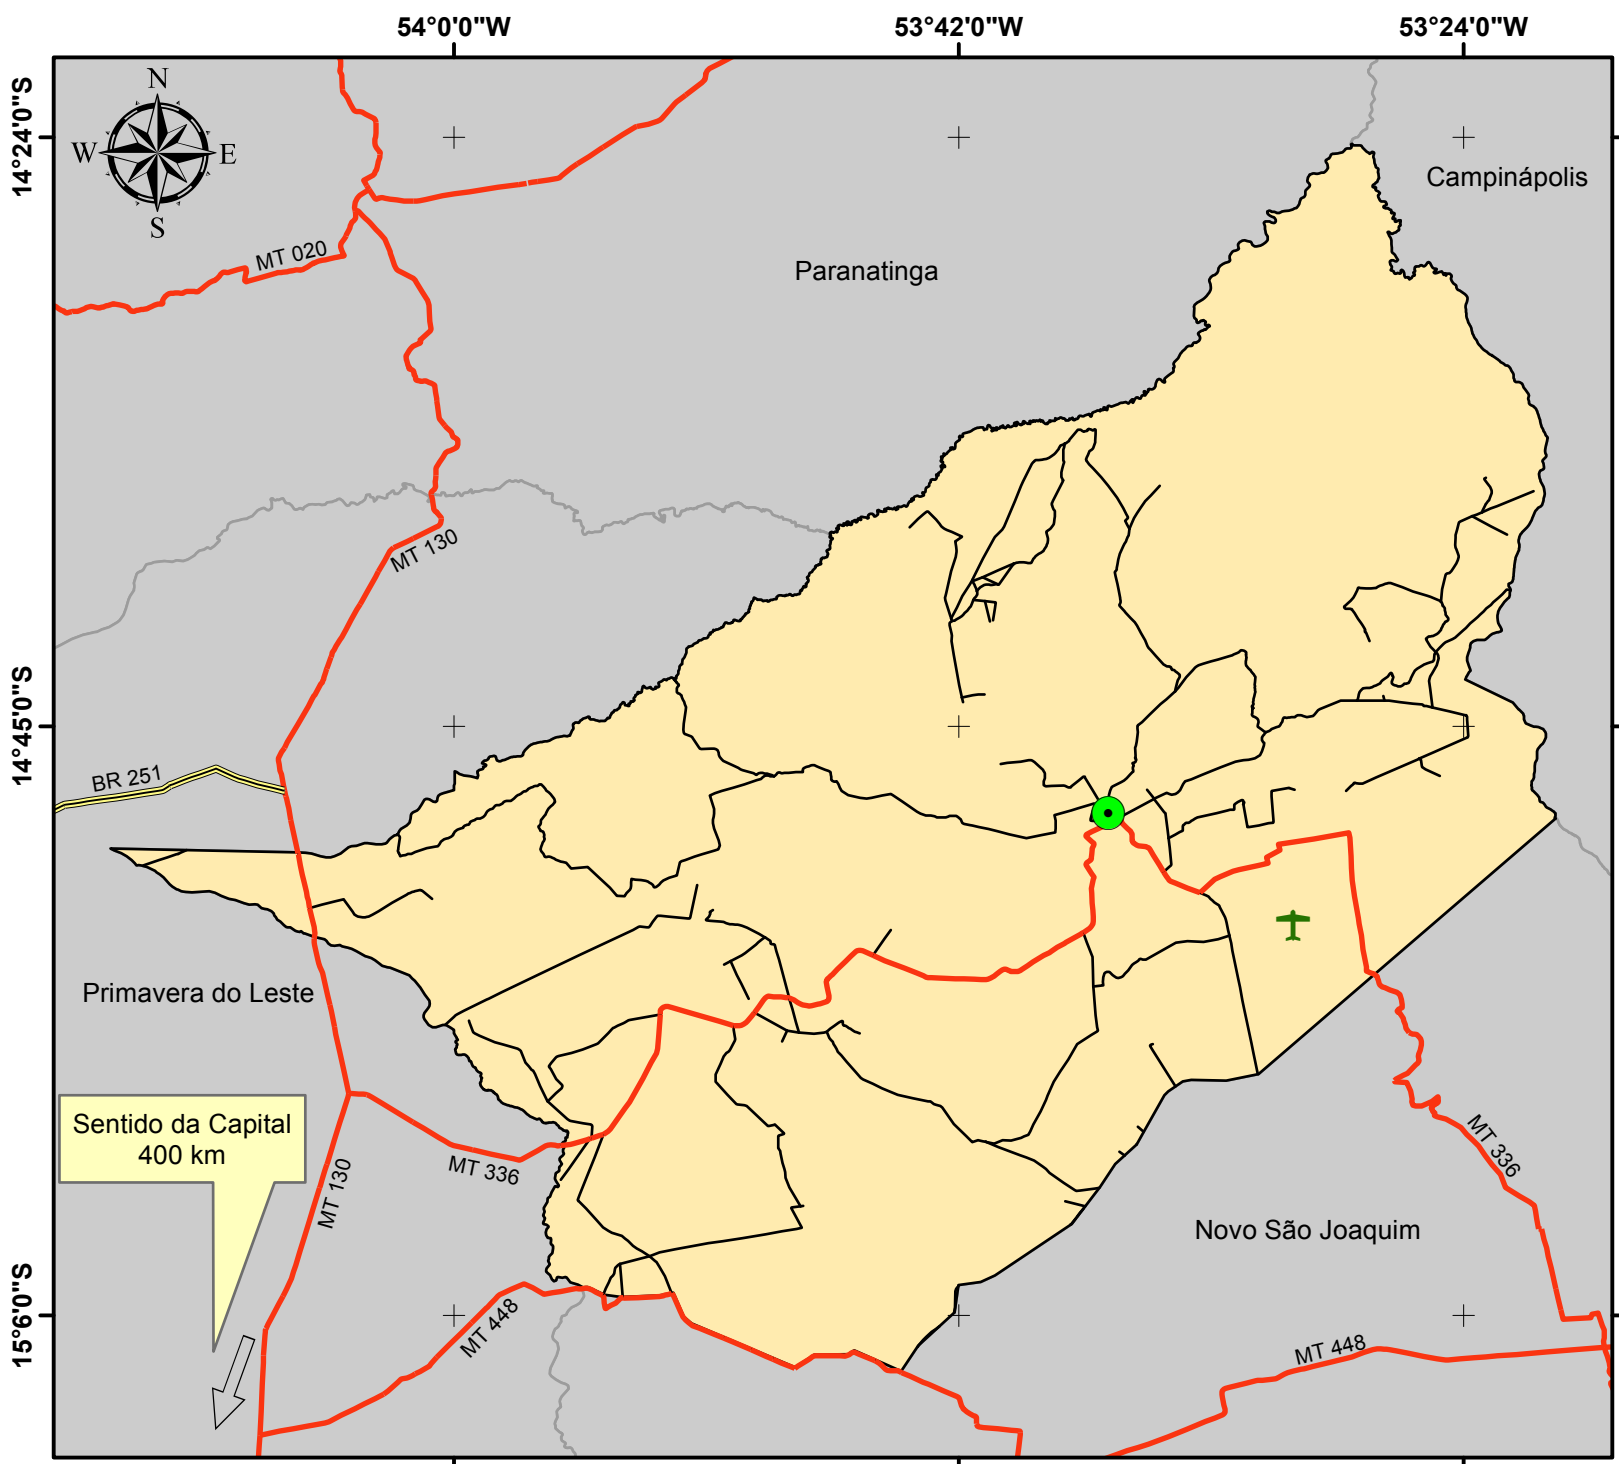 54°0'0"W
53°42'0"W
53°24'0"W
14°24'0"S
14°45'0"S
15°6'0"S
N
W
E
S
Campinápolis
MT 020
Paranatinga
MT 130
BR 251
Primavera do Leste
Sentido da Capital
400 km
MT 130
MT 336
MT 336
Novo São Joaquim
MT 448
MT 448